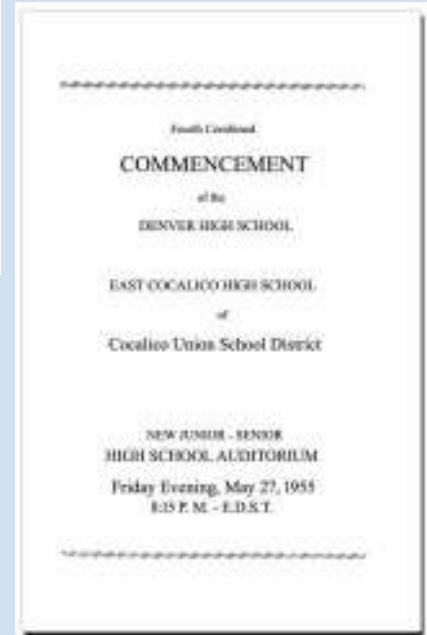 Fourth Combined
COMMENCEMENT
of the
DENVER HIGH SCHOOL
EAST COCALICO HIGH SCHOOL
of
Cocalico Union School District
NEW JUNIOR - SENIOR
HIGH SCHOOL AUDITORIUM
Friday Evening, May 27, 1955
8:15 P. M. - E.D.S.T.